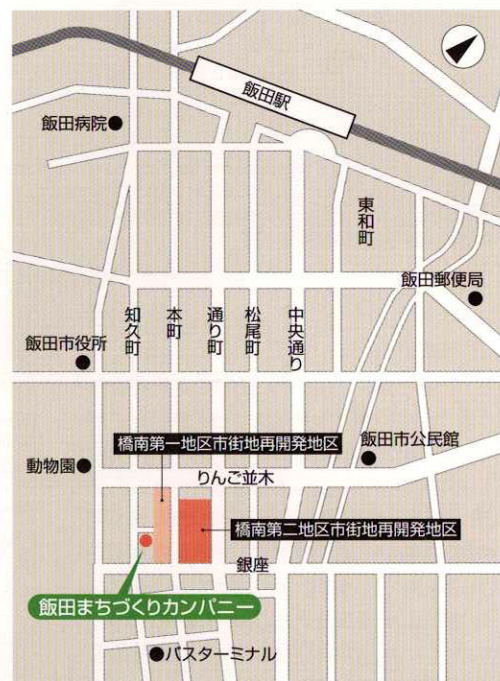 飯田駅
飯田病院
東和町
飯田郵便局
知久町
本町
通り町
松尾町
中央通り
飯田市役所
橋南第一地区市街地再開発地区
飯田市公民館
動物園
りんご並木
橋南第二地区市街地再開発地区
銀座
飯田まちづくりカンパニー
バスターミナル